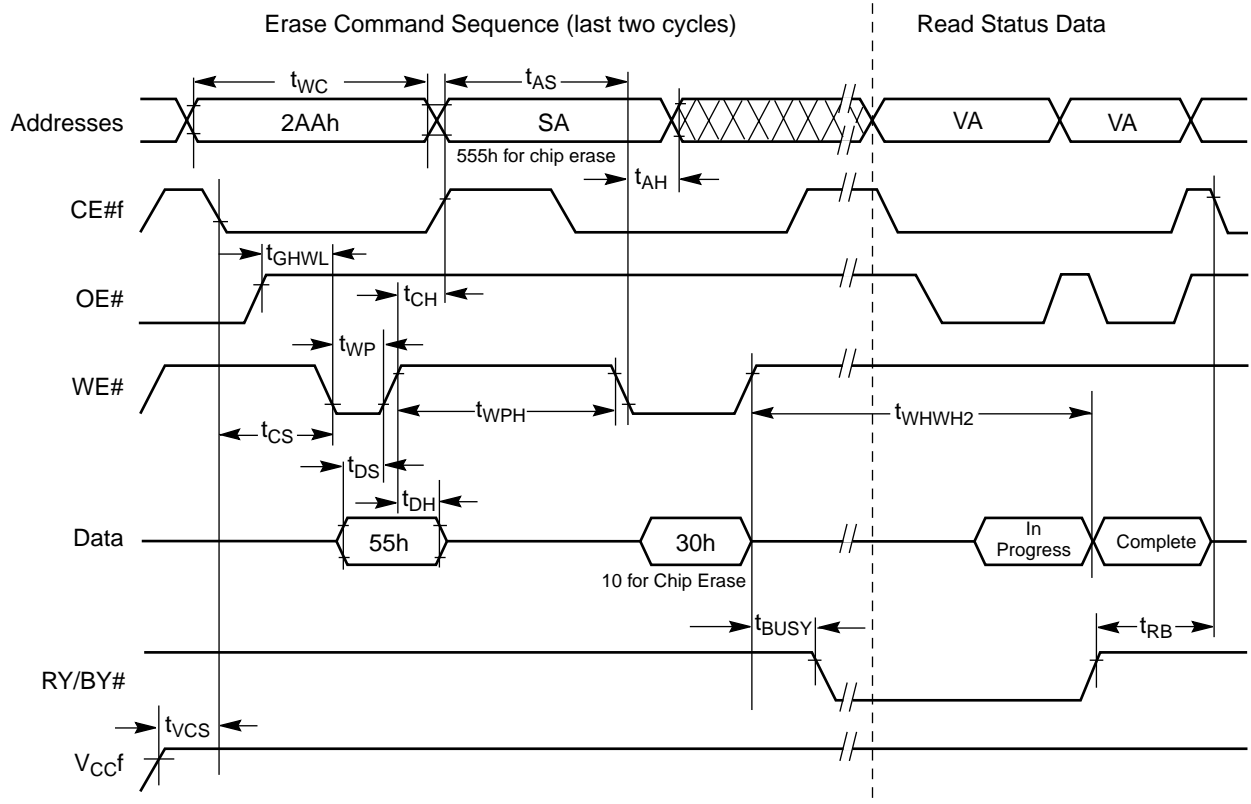 Erase Command Sequence (last two cycles)
Read Status Data
tWC
tAS
Addresses
2AAh
SA
VA
VA
555h for chip erase
tAH
CE#f
tGHWL
OE#
tCH
tWP
WE#
tWPH
tWHWH2
tCS
tDS
tDH
Data
55h
30h
In
Progress
Complete
10 for Chip Erase
tBUSY
tRB
RY/BY#
tVCS
VCCf